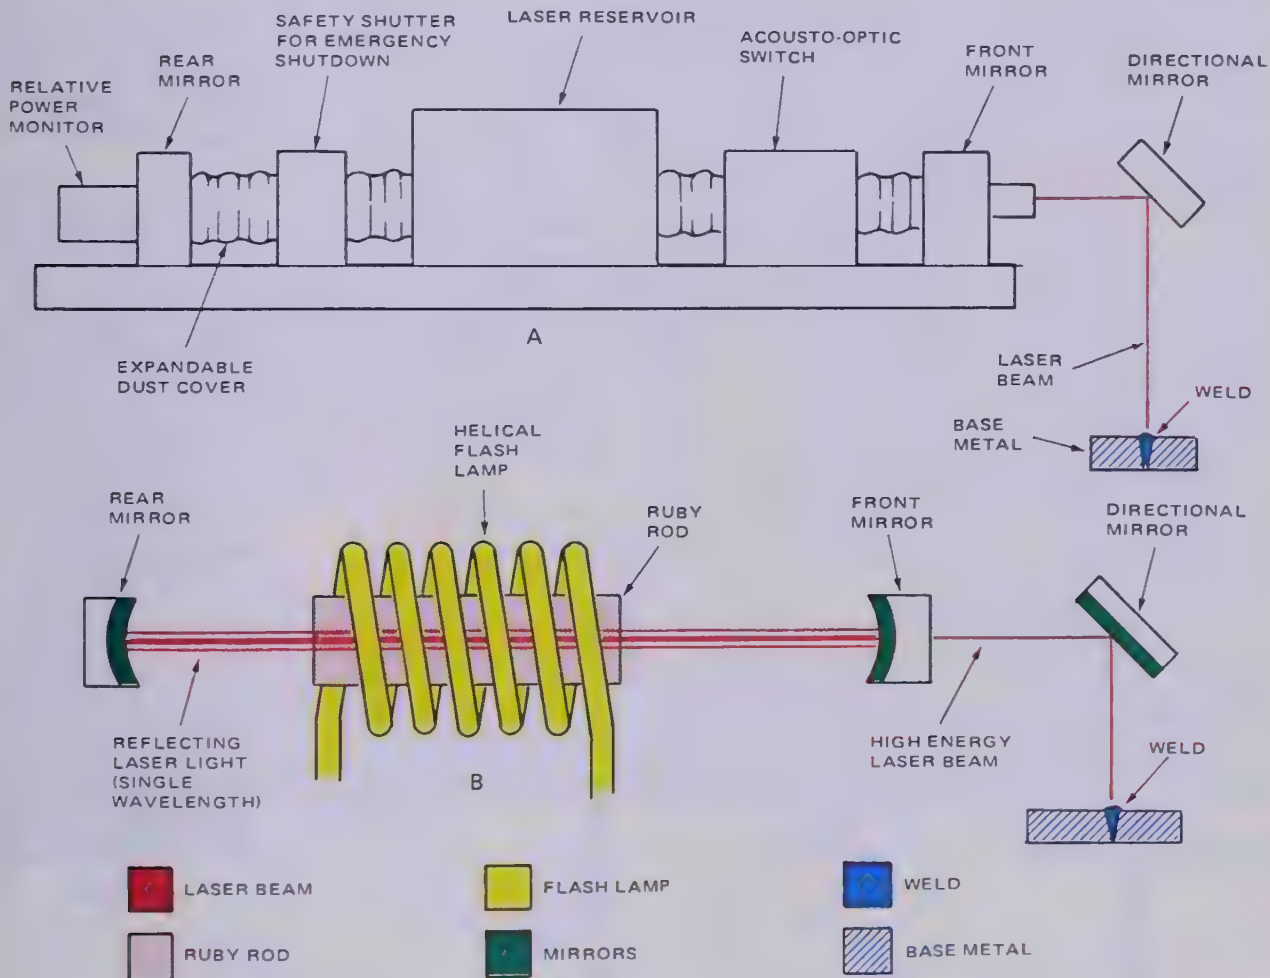 LASER RESERVOIR
SAFETY SHUTTER
FOR EMERGENCY
SHUTDOWN
ACOUSTO-OPTIC
SWITCH
REAR
MIRROR
FRONT
MIRROR
DIRECTIONAL
MIRROR
RELATIVE
POWER
MONITOR
A
EXPANDABLE
DUST COVER
LASER
BEAM
WELD
BASE
METAL
HELICAL
FLASH
LAMP
REAR
MIRROR
RUBY
ROD
FRONT
MIRROR
DIRECTIONAL
MIRROR
REFLECTING
LASER LIGHT
(SINGLE
WAVELENGTH)
B
HIGH ENERGY
LASER BEAM
WELD
LASER BEAM
FLASH LAMP
WELD
RUBY ROD
MIRRORS
BASE METAL